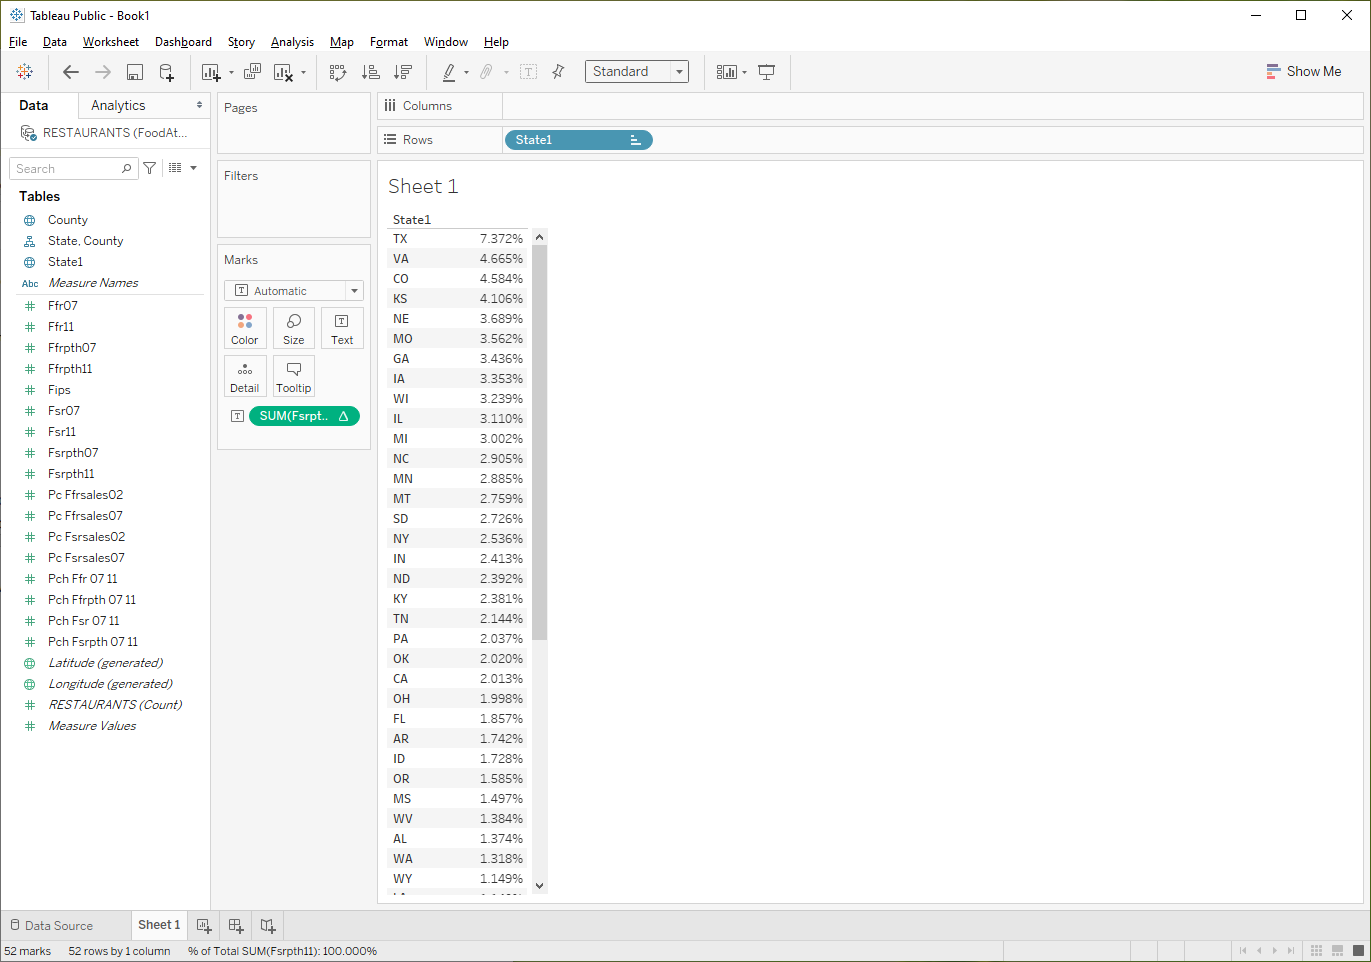 Tableau Public - Book1
File Data Worksheet Dashboard Story Analysis Map Format Window Help
Standard
Show Me
Data Analytics
RESTAURANTS (FoodAt...
Search
Tables
County
State, County
State1
Abc Measure Names
Ffr07
Ffr11
Ffrpth07
Ffrpth11
Fips
Fsr07
Fsr11
Fsrpth07
Fsrpth11
Pc Ffrsales02
Pc Ffrsales07
Pc Fsrsales02
Pc Fsrsales07
Pch Ffr 07 11
Pch Ffrpth 07 11
Pch Fsr 07 11
Pch Fsrpth 07 11
Latitude (generated)
Longitude (generated)
RESTAURANTS (Count)
Measure Values
Pages
Filters
Marks
T Automatic
Color Size Text
Detail Tooltip
T SUM(Fsrpt.. Δ
Columns
Rows State1
Sheet 1
State1
TX 7.372%
VA 4.665%
CO 4.584%
KS 4.106%
NE 3.689%
MO 3.562%
GA 3.436%
IA 3.353%
WI 3.239%
IL 3.110%
MI 3.002%
NC 2.905%
MN 2.885%
MT 2.759%
SD 2.726%
NY 2.536%
IN 2.413%
ND 2.392%
KY 2.381%
TN 2.144%
PA 2.037%
OK 2.020%
CA 2.013%
OH 1.998%
FL 1.857%
AR 1.742%
ID 1.728%
OR 1.585%
MS 1.497%
WV 1.384%
AL 1.374%
WA 1.318%
WY 1.149%
Data Source Sheet 1
52 marks 52 rows by 1 column % of Total SUM(Fsrpth11): 100.000%